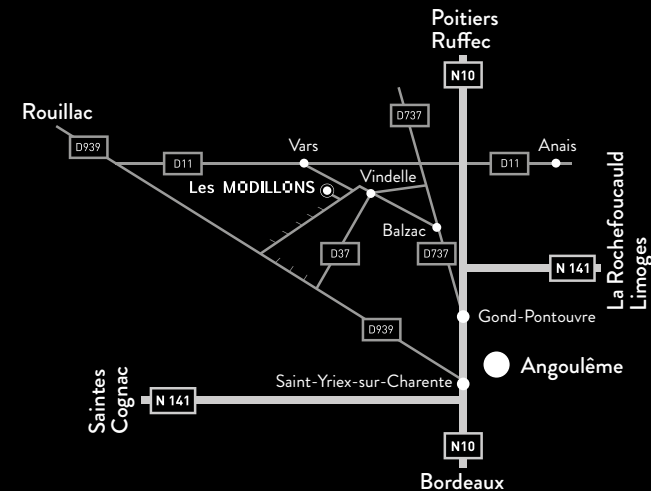 Poitiers
Ruffec
N10
Rouillac
D737
D939
Vars
Anais
D11
D11
Vindelle
Les MODILLONS
Balzac
D37
D737
N 141
La Rochefoucauld
Limoges
Gond-Pontouvre
D939
Angoulême
Saint-Yriex-sur-Charente
Saintes
Cognac
N 141
N10
Bordeaux